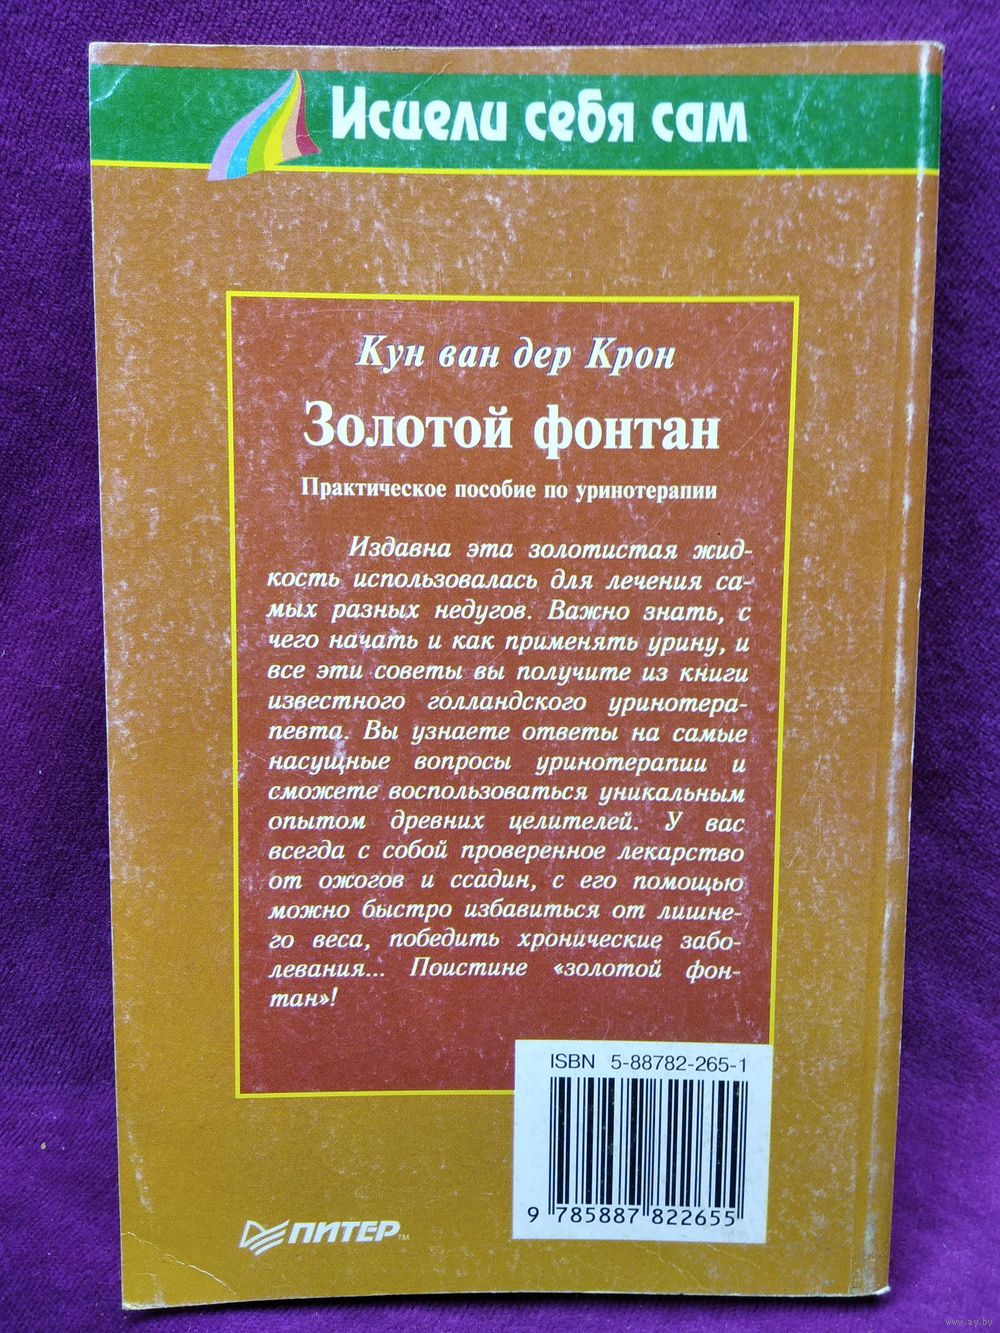 Исцели себя сам
Кун ван дер Крон
Золотой фонтан
Практическое пособие по уринотерапии
Издавна эта золотистая жид-
кость использовалась для лечения са-
мых разных недугов. Важно знать, с
чего начать и как применять урину, и
все эти советы вы получите из книги
известного голландского уринотера-
певта. Вы узнаете ответы на самые
насущные вопросы уринотерапии и
сможете воспользоваться уникальным
опытом древних целителей. У вас
всегда с собой проверенное лекарство
от ожогов и ссадин, с его помощью
можно быстро избавиться от лишне-
го веса, победить хронические забо-
левания... Поистине «золотой фон-
тан»!
ISBN 5-88782-265-1
9 785887 822655
ПИТЕР™
www.ay.by